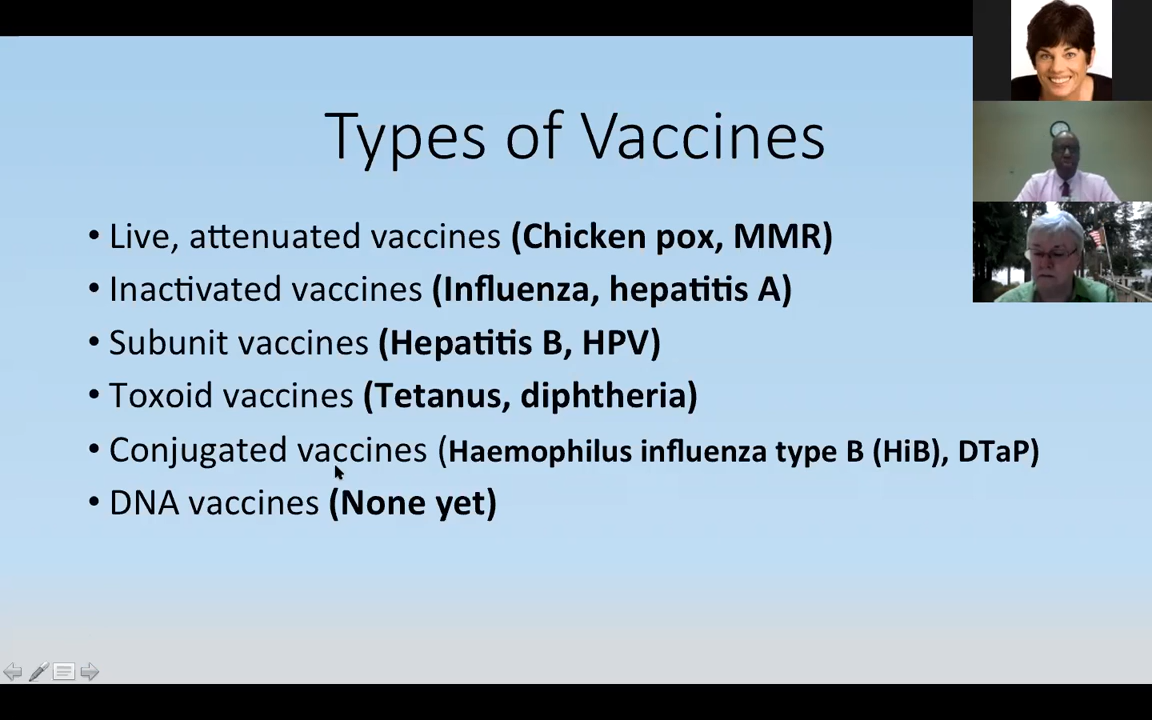 Types of Vaccines
• Live, attenuated vaccines (Chicken pox, MMR)
• Inactivated vaccines (Influenza, hepatitis A)
• Subunit vaccines (Hepatitis B, HPV)
• Toxoid vaccines (Tetanus, diphtheria)
• Conjugated vaccines (Haemophilus influenza type B (HiB), DTaP)
• DNA vaccines (None yet)